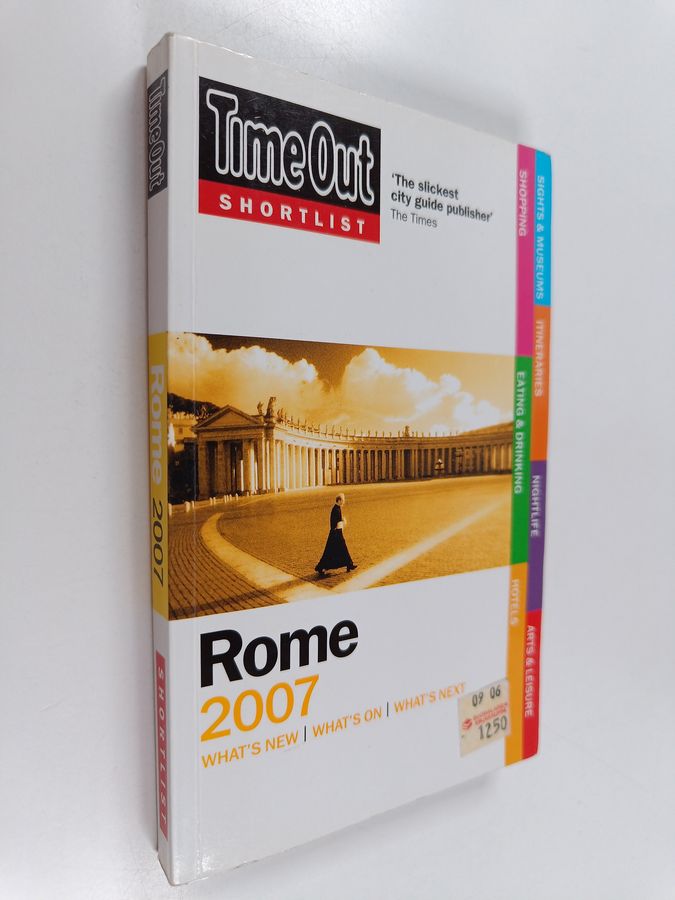 Time Out
SHORTLIST
Rome 2007
SHORTLIST
Time Out
SHORTLIST
'The slickest
city guide publisher'
The Times
SIGHTS & MUSEUMS
SHOPPING
ITINERARIES
EATING & DRINKING
NIGHTLIFE
HOTELS
ARTS & LEISURE
Rome
2007
WHAT'S NEW | WHAT'S ON | WHAT'S NEXT
09 06
1250